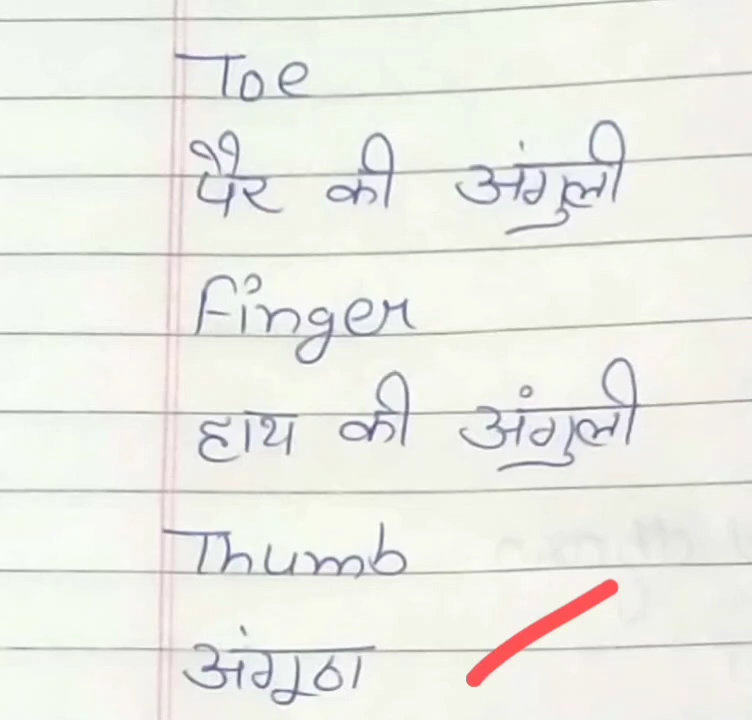 Toe
पैर की अंगुली
Finger
हाथ की अंगुली
Thumb
अंगूठा